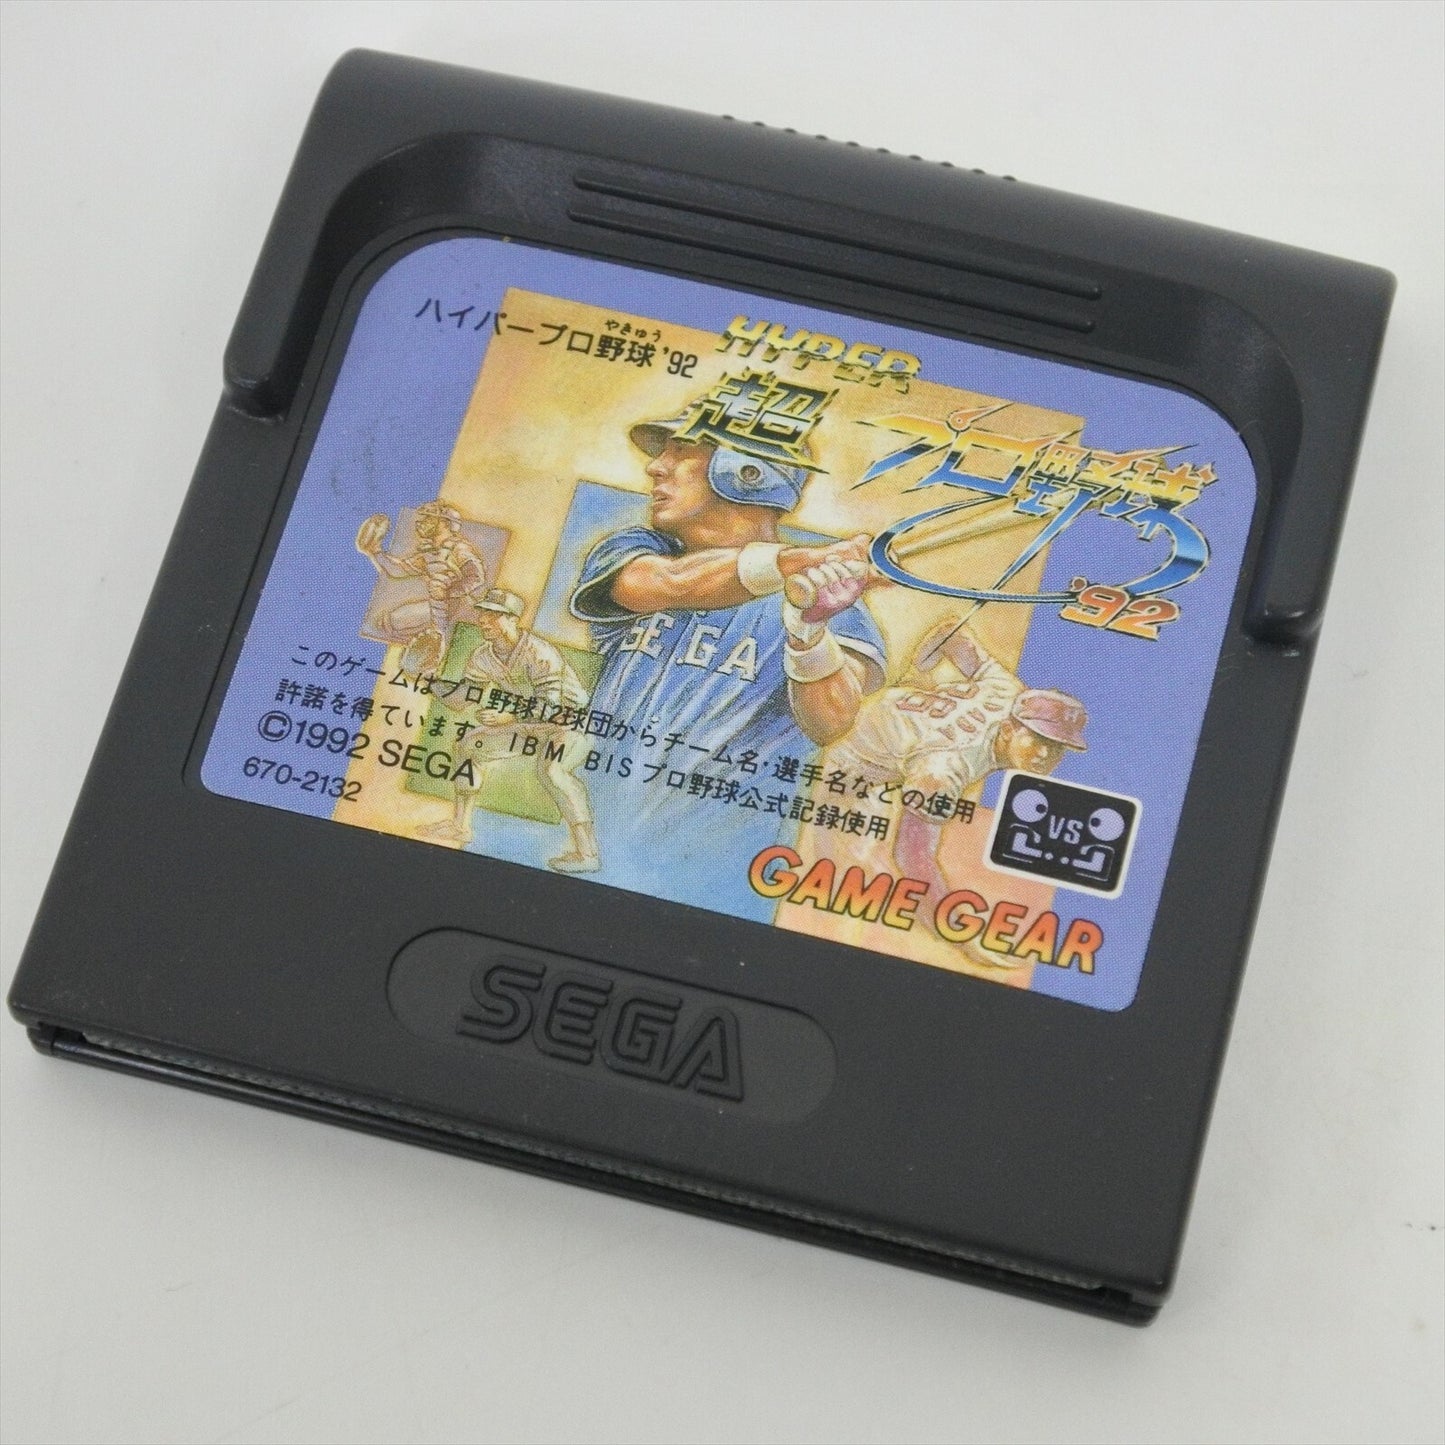 ハイパープロ野球'92
やきゅう
HYPER
超プロ野球
'92
SEGA
このゲームはプロ野球12球団からチーム名・選手名などの使用
許諾を得ています。 IBM BIS プロ野球公式記録使用
©1992 SEGA
670-2132
VS
GAME GEAR
SEGA